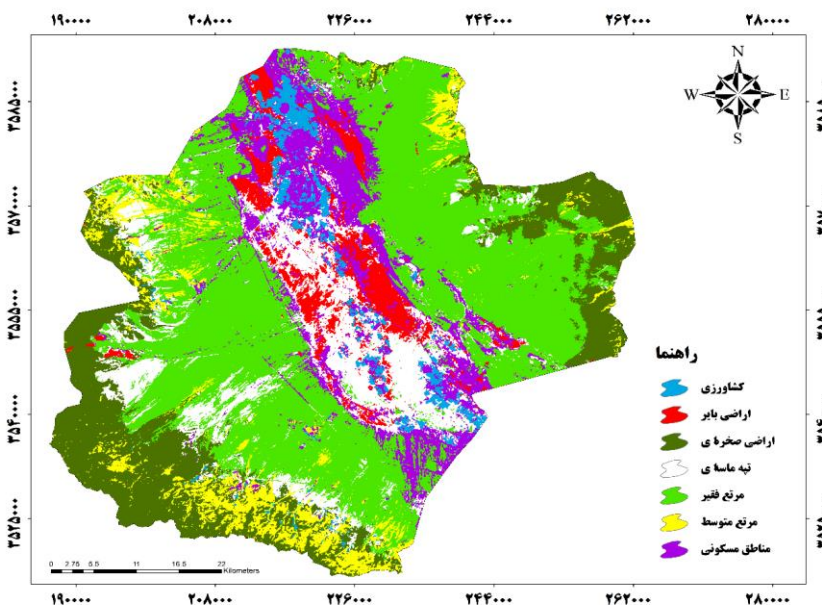 ۱۹۰۰۰۰ ۲۰۸۰۰۰ ۲۲۶۰۰۰ ۲۴۴۰۰۰ ۲۶۲۰۰۰ ۲۸۰۰۰۰
N
W E
S
۳۵۸۵۰۰۰
۳۵۷۰۰۰۰
۳۵۵۵۰۰۰
۳۵۴۰۰۰۰
۳۵۲۵۰۰۰
راهنما
کشاورزی
اراضی بایر
اراضی صخره ای
تپه ماسه ای
مرتع فقیر
مرتع متوسط
مناطق مسکونی
0 2.75 5.5 11 16.5 22
Kilometers
۱۹۰۰۰۰ ۲۰۸۰۰۰ ۲۲۶۰۰۰ ۲۴۴۰۰۰ ۲۶۲۰۰۰ ۲۸۰۰۰۰